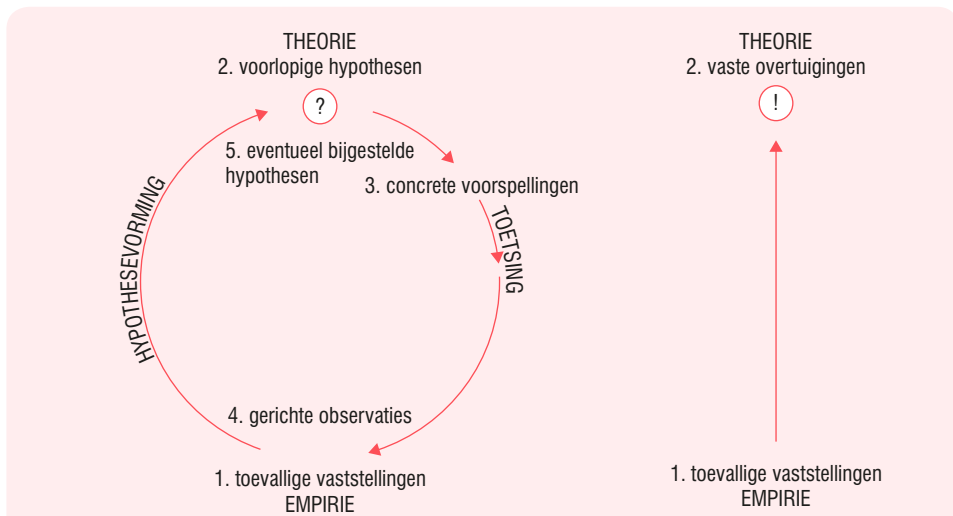 THEORIE
2. voorlopige hypothesen
?
5. eventueel bijgestelde
hypothesen
3. concrete voorspellingen
TOETSING
HYPOTHESEVORMING
4. gerichte observaties
1. toevallige vaststellingen
EMPIRIE
THEORIE
2. vaste overtuigingen
!
1. toevallige vaststellingen
EMPIRIE